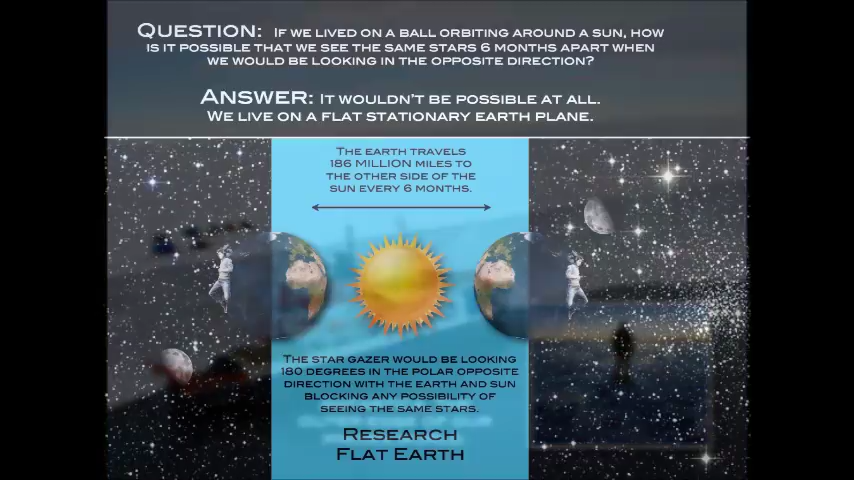 QUESTION: IF WE LIVED ON A BALL ORBITING AROUND A SUN, HOW
IS IT POSSIBLE THAT WE SEE THE SAME STARS 6 MONTHS APART WHEN
WE WOULD BE LOOKING IN THE OPPOSITE DIRECTION?
ANSWER: IT WOULDN'T BE POSSIBLE AT ALL.
WE LIVE ON A FLAT STATIONARY EARTH PLANE.
THE EARTH TRAVELS
186 MILLION MILES TO
THE OTHER SIDE OF THE
SUN EVERY 6 MONTHS.
THE STAR GAZER WOULD BE LOOKING
180 DEGREES IN THE POLAR OPPOSITE
DIRECTION WITH THE EARTH AND SUN
BLOCKING ANY POSSIBILITY OF
SEEING THE SAME STARS.
RESEARCH
FLAT EARTH